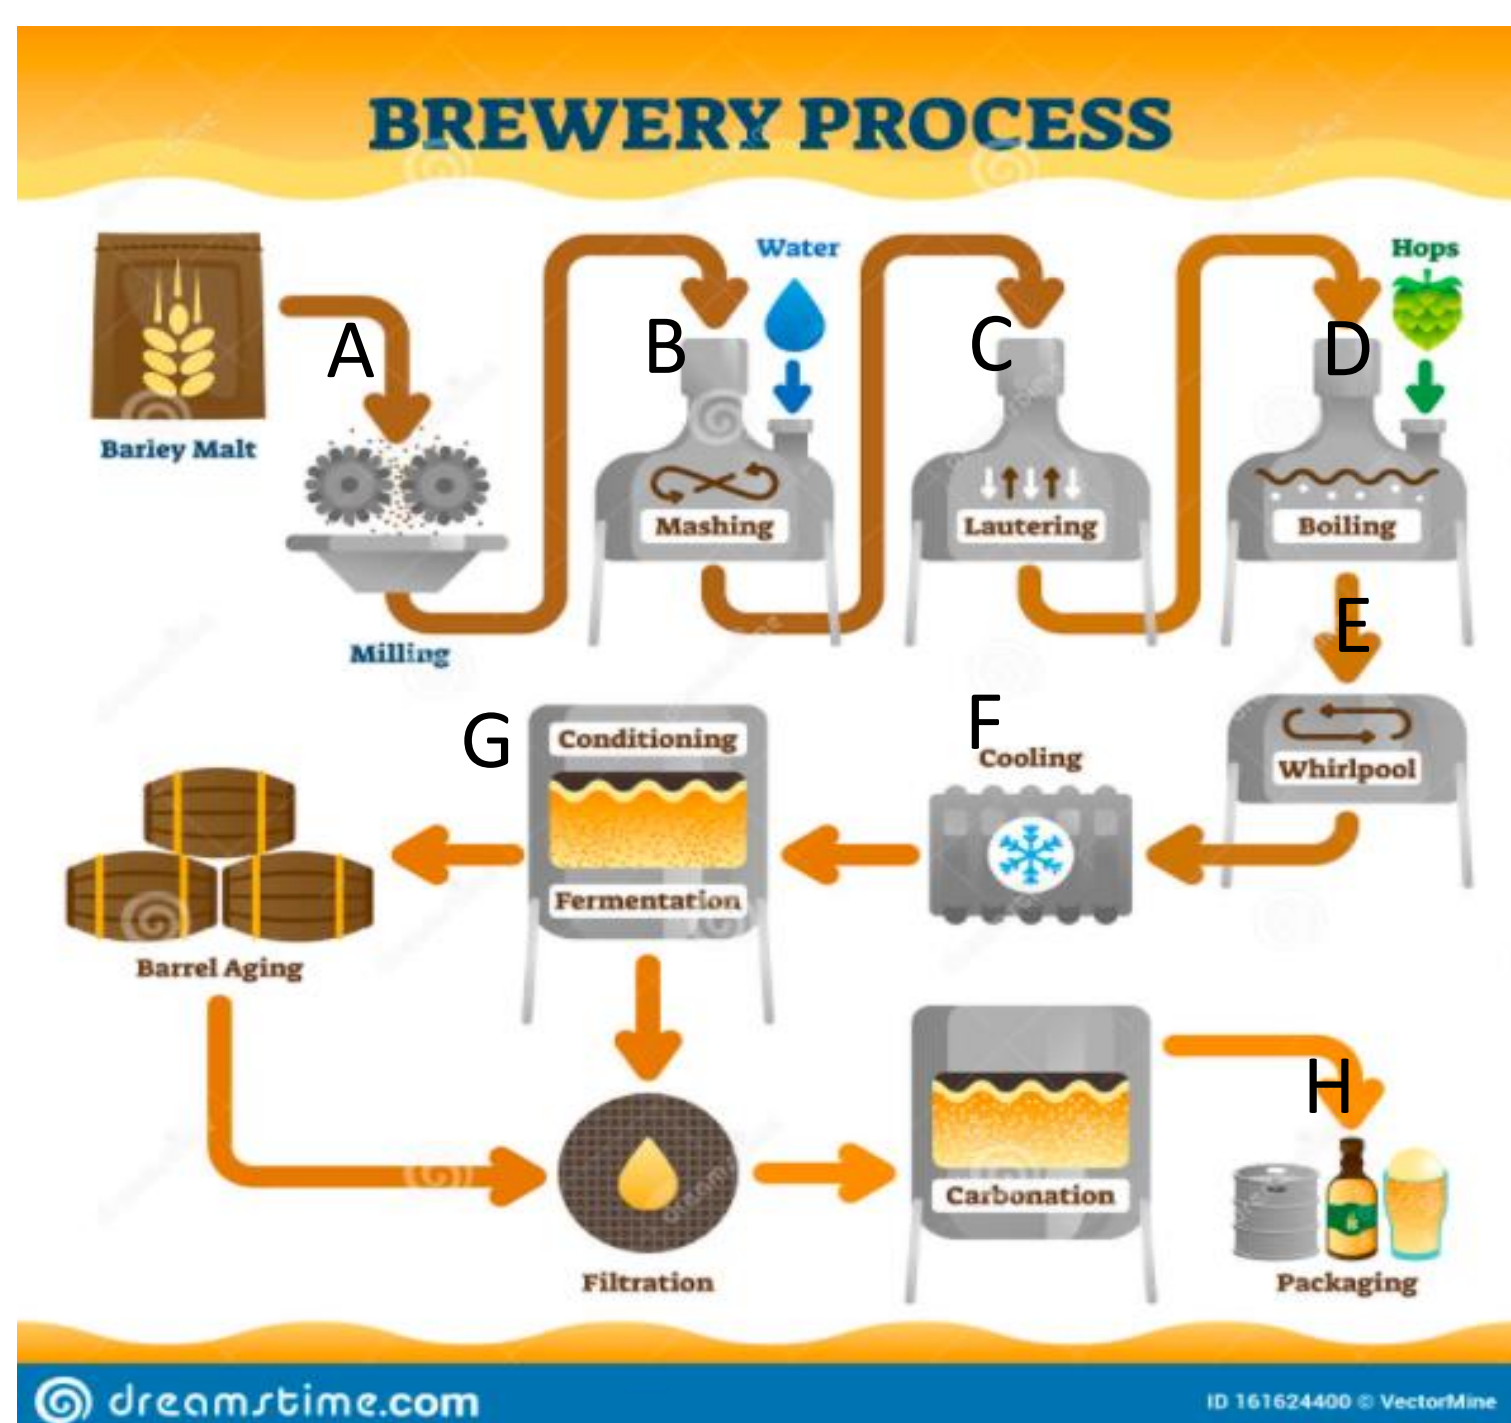 BREWERY PROCESS
Water
Hops
A
B
C
D
Barley Malt
Mashing
Lautering
Boiling
E
Milling
F
G
Conditioning
Cooling
Whirlpool
Fermentation
Barrel Aging
H
Carbonation
Filtration
Packaging
dreamstime.com
ID 161624400 © VectorMine